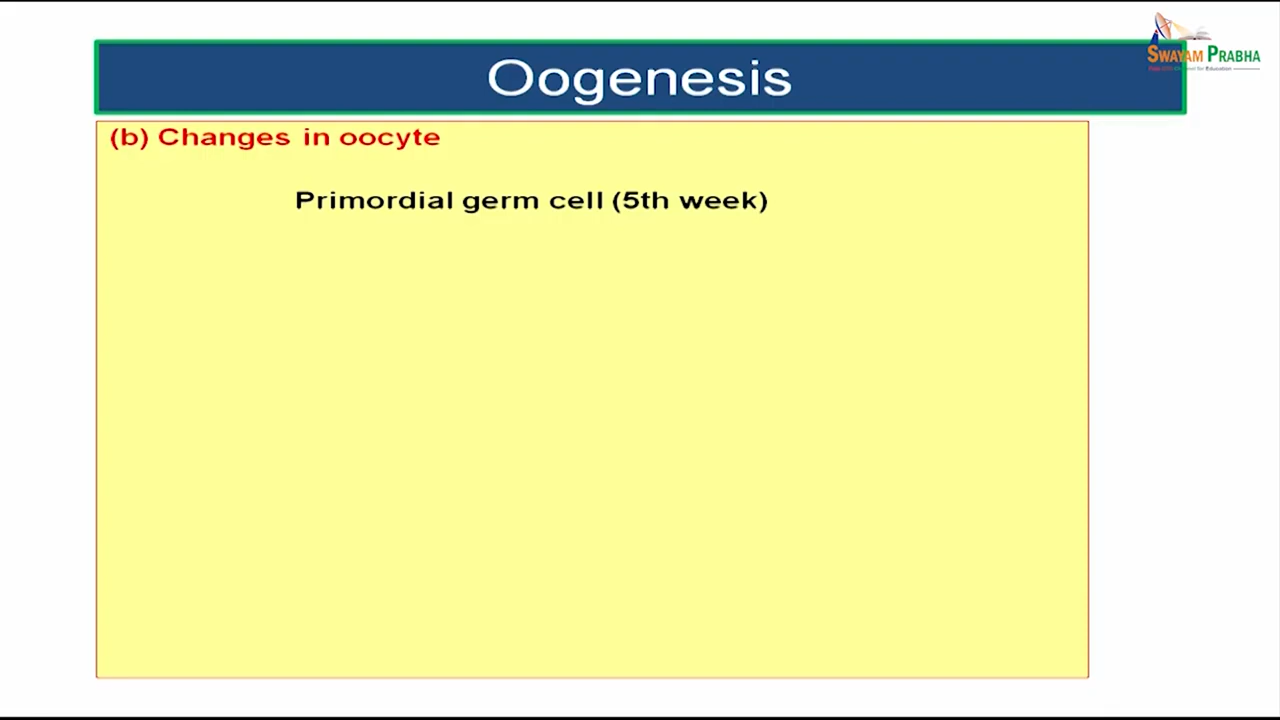 SWAYAM PRABHA
Oogenesis
(b) Changes in oocyte
Primordial germ cell (5th week)